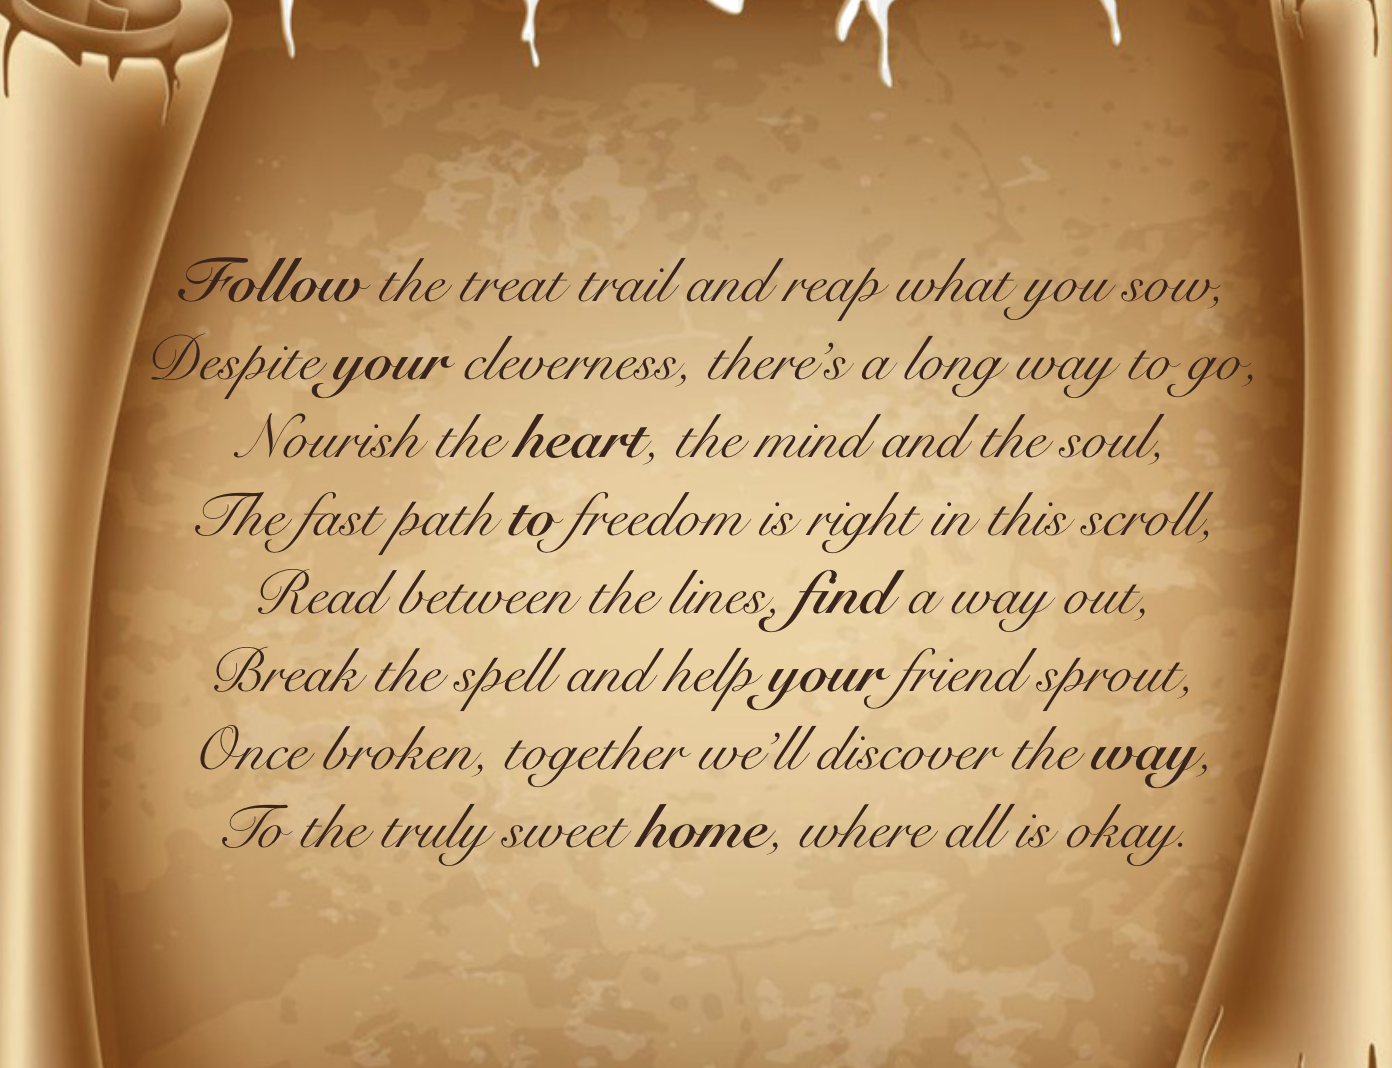 Follow the treat trail and reap what you sow,
Despite your cleverness, there's a long way to go,
Nourish the heart, the mind and the soul,
The fast path to freedom is right in this scroll,
Read between the lines, find a way out,
Break the spell and help your friend sprout,
Once broken, together we'll discover the way,
To the truly sweet home, where all is okay.